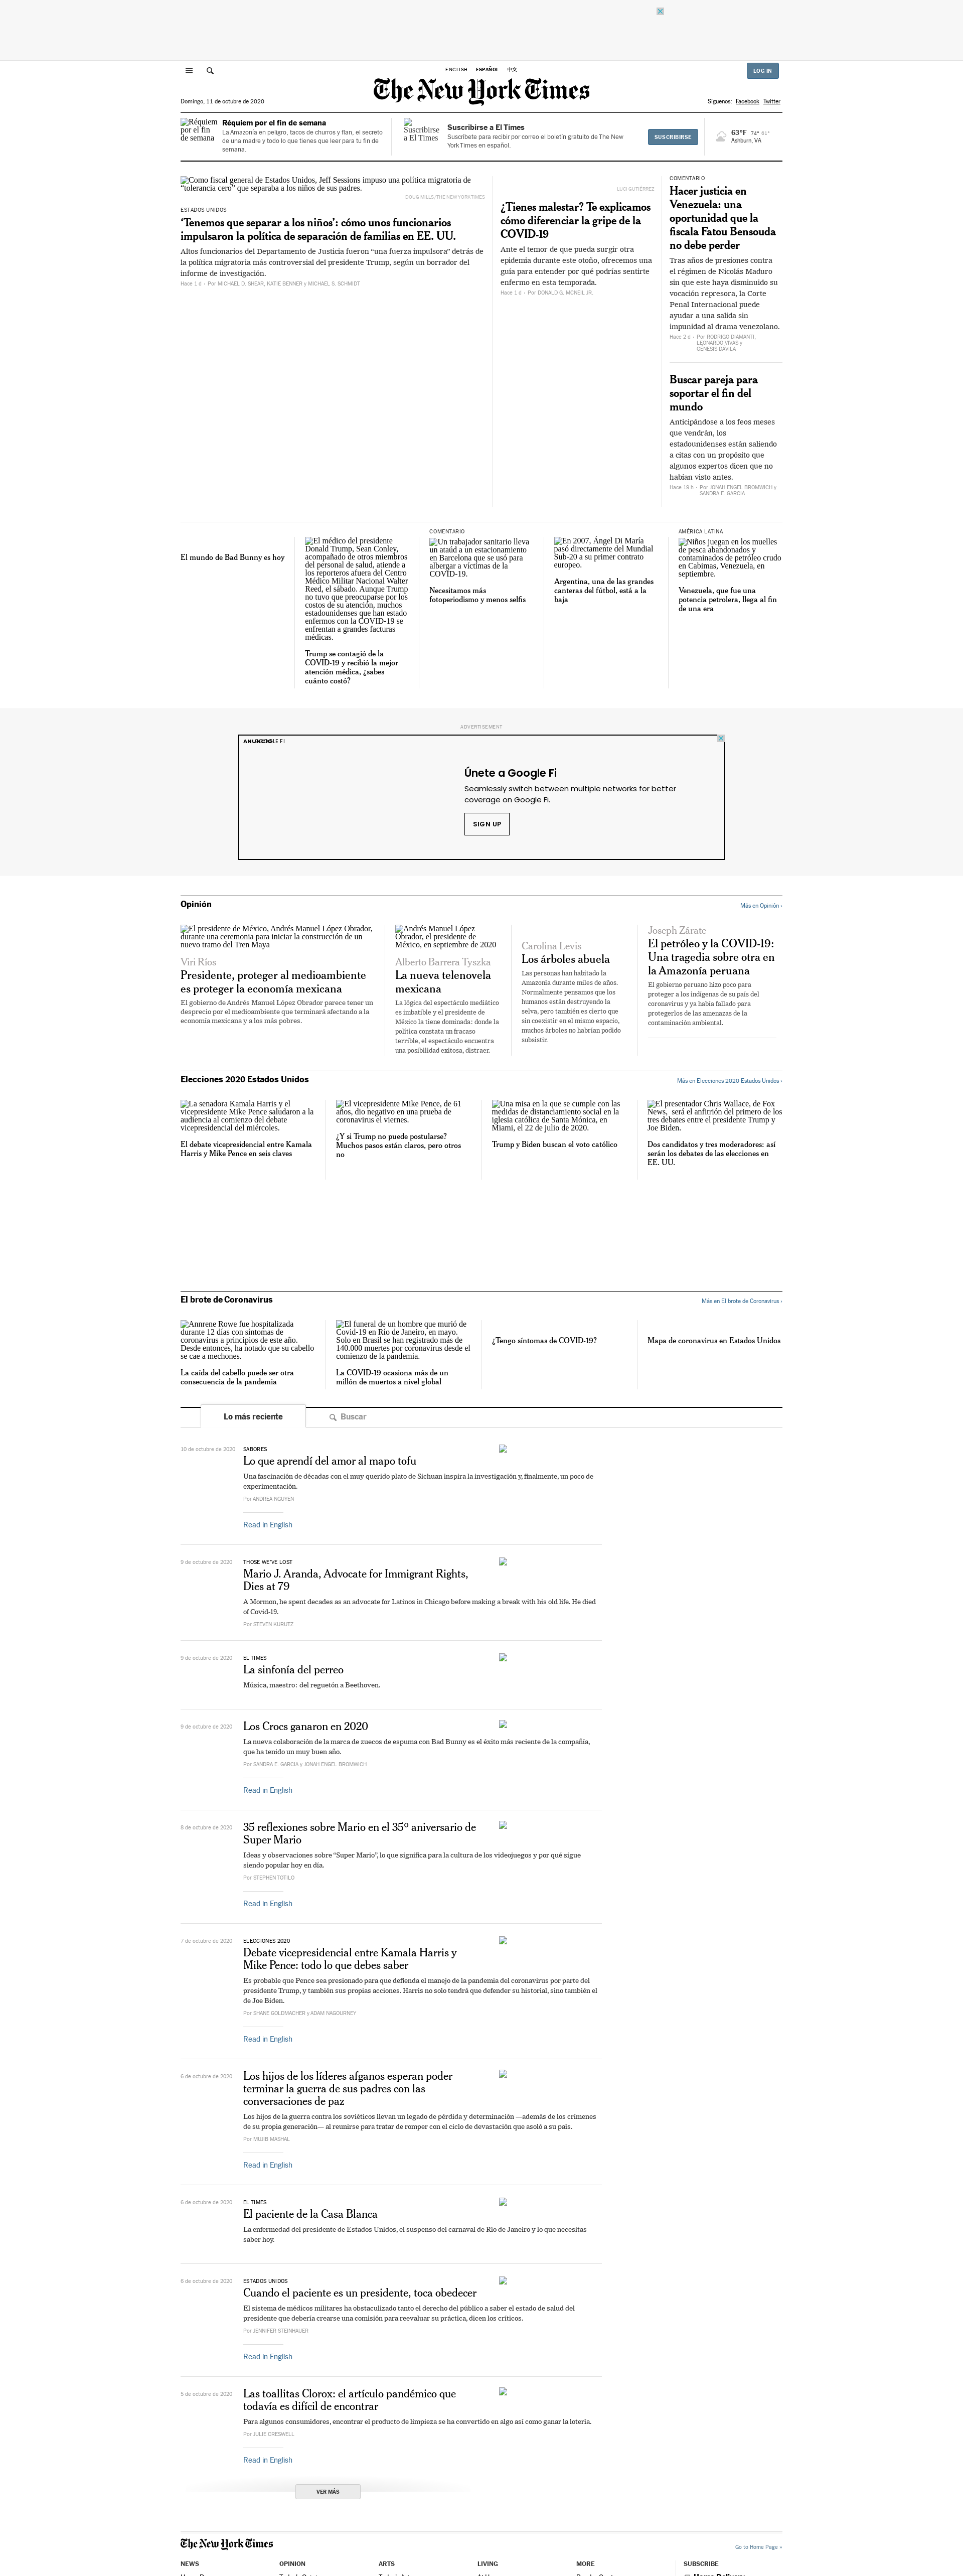 ENGLISH ESPAÑOL 中文
LOG IN
The New York Times
Domingo, 11 de octubre de 2020
Síguenos: Facebook Twitter
Réquiem por el fin de semana
Réquiem por el fin de semana
La Amazonía en peligro, tacos de churros y flan, el secreto de una madre y todo lo que tienes que leer para tu fin de semana.
Suscribirse a El Times
Suscribirse a El Times
Suscríbete para recibir por correo el boletín gratuito de The New York Times en español.
SUSCRIBIRSE
63°F 74° 61°
Ashburn, VA
Como fiscal general de Estados Unidos, Jeff Sessions impuso una política migratoria de
"tolerancia cero" que separaba a los niños de sus padres.
DOUG MILLS/THE NEW YORK TIMES
ESTADOS UNIDOS
‘Tenemos que separar a los niños’: cómo unos funcionarios
impulsaron la política de separación de familias en EE. UU.
Altos funcionarios del Departamento de Justicia fueron “una fuerza impulsora” detrás de
la política migratoria más controversial del presidente Trump, según un borrador del
informe de investigación.
Hace 1 d - Por MICHAEL D. SHEAR, KATIE BENNER y MICHAEL S. SCHMIDT
LUCI GUTIÉRREZ
¿Tienes malestar? Te explicamos
cómo diferenciar la gripe de la
COVID-19
Ante el temor de que pueda surgir otra
epidemia durante este otoño, ofrecemos una
guía para entender por qué podrías sentirte
enfermo en esta temporada.
Hace 1 d - Por DONALD G. MCNEIL JR.
COMENTARIO
Hacer justicia en
Venezuela: una
oportunidad que la
fiscala Fatou Bensouda
no debe perder
Tras años de presiones contra
el régimen de Nicolás Maduro
sin que este haya disminuido su
vocación represora, la Corte
Penal Internacional puede
ayudar a una salida sin
impunidad al drama venezolano.
Hace 2 d - Por RODRIGO DIAMANTI,
LEONARDO VIVAS y
GÉNESIS DÁVILA
Buscar pareja para
soportar el fin del
mundo
Anticipándose a los feos meses
que vendrán, los
estadounidenses están saliendo
a citas con un propósito que
algunos expertos dicen que no
habían visto antes.
Hace 19 h - Por JONAH ENGEL BROMWICH y
SANDRA E. GARCIA
El mundo de Bad Bunny es hoy
El médico del presidente
Donald Trump, Sean Conley,
acompañado de otros miembros
del personal de salud, atiende a
los reporteros afuera del Centro
Médico Militar Nacional Walter
Reed, el sábado. Aunque Trump
no tuvo que preocuparse por los
costos de su atención, muchos
estadounidenses que han estado
enfermos con la COVID-19 se
enfrentan a grandes facturas
médicas.
Trump se contagió de la
COVID-19 y recibió la mejor
atención médica, ¿sabes
cuánto costó?
COMENTARIO
Un trabajador sanitario lleva
un ataúd a un estacionamiento
en Barcelona que se usó para
albergar a víctimas de la
COVID-19.
Necesitamos más
fotoperiodismo y menos selfis
En 2007, Ángel Di María
pasó directamente del Mundial
Sub-20 a su primer contrato
europeo.
Argentina, una de las grandes
canteras del fútbol, está a la
baja
AMÉRICA LATINA
Niños juegan en los muelles
de pesca abandonados y
contaminados de petróleo crudo
en Cabimas, Venezuela, en
septiembre.
Venezuela, que fue una
potencia petrolera, llega al fin
de una era
ADVERTISEMENT
Únete a Google Fi
Seamlessly switch between multiple networks for better
coverage on Google Fi.
SIGN UP
Opinión
Más en Opinión ›
El presidente de México, Andrés Manuel López Obrador,
durante una ceremonia para iniciar la construcción de un
nuevo tramo del Tren Maya
Viri Ríos
Presidente, proteger al medioambiente
es proteger la economía mexicana
El gobierno de Andrés Manuel López Obrador parece tener un
desprecio por el medioambiente que terminará afectando a la
economía mexicana y a los más pobres.
Andrés Manuel López
Obrador, el presidente de
México, en septiembre de 2020
Alberto Barrera Tyszka
La nueva telenovela
mexicana
La lógica del espectáculo mediático
es imbatible y el presidente de
México la tiene dominada: donde la
política constata un fracaso
terrible, el espectáculo encuentra
una posibilidad exitosa, distraer.
Carolina Levis
Los árboles abuela
Las personas han habitado la
Amazonía durante miles de años.
Normalmente pensamos que los
humanos están destruyendo la
selva, pero también es cierto que
sin coexistir en el mismo espacio,
muchos árboles no habrían podido
subsistir.
Joseph Zárate
El petróleo y la COVID-19:
Una tragedia sobre otra en
la Amazonía peruana
El gobierno peruano hizo poco para
proteger a los indígenas de su país del
coronavirus y ya había fallado para
protegerlos de las amenazas de la
contaminación ambiental.
Elecciones 2020 Estados Unidos
Más en Elecciones 2020 Estados Unidos ›
La senadora Kamala Harris y el
vicepresidente Mike Pence saludaron a la
audiencia al comienzo del debate
vicepresidencial del miércoles.
El debate vicepresidencial entre Kamala
Harris y Mike Pence en seis claves
El vicepresidente Mike Pence, de 61
años, dio negativo en una prueba de
coronavirus el viernes.
¿Y si Trump no puede postularse?
Muchos pasos están claros, pero otros
no
Una misa en la que se cumple con las
medidas de distanciamiento social en la
iglesia católica de Santa Mónica, en
Miami, el 22 de julio de 2020.
Trump y Biden buscan el voto católico
El presentador Chris Wallace, de Fox
News, será el anfitrión del primero de los
tres debates entre el presidente Trump y
Joe Biden.
Dos candidatos y tres moderadores: así
serán los debates de las elecciones en
EE. UU.
El brote de Coronavirus
Más en El brote de Coronavirus ›
Annrene Rowe fue hospitalizada
durante 12 días con síntomas de
coronavirus a principios de este año.
Desde entonces, ha notado que su cabello
se cae a mechones.
La caída del cabello puede ser otra
consecuencia de la pandemia
El funeral de un hombre que murió de
Covid-19 en Río de Janeiro, en mayo.
Solo en Brasil se han registrado más de
140.000 muertes por coronavirus desde el
comienzo de la pandemia.
La COVID-19 ocasiona más de un
millón de muertos a nivel global
¿Tengo síntomas de COVID-19?
Mapa de coronavirus en Estados Unidos
Lo más reciente
Buscar
10 de octubre de 2020
SABORES
Lo que aprendí del amor al mapo tofu
Una fascinación de décadas con el muy querido plato de Sichuan inspira la investigación y, finalmente, un poco de
experimentación.
Por ANDREA NGUYEN
Read in English
9 de octubre de 2020
THOSE WE'VE LOST
Mario J. Aranda, Advocate for Immigrant Rights,
Dies at 79
A Mormon, he spent decades as an advocate for Latinos in Chicago before making a break with his old life. He died
of Covid-19.
Por STEVEN KURUTZ
9 de octubre de 2020
EL TIMES
La sinfonía del perreo
Música, maestro: del reguetón a Beethoven.
9 de octubre de 2020
Los Crocs ganaron en 2020
La nueva colaboración de la marca de zuecos de espuma con Bad Bunny es el éxito más reciente de la compañía,
que ha tenido un muy buen año.
Por SANDRA E. GARCIA y JONAH ENGEL BROMWICH
Read in English
8 de octubre de 2020
35 reflexiones sobre Mario en el 35º aniversario de
Super Mario
Ideas y observaciones sobre “Super Mario”, lo que significa para la cultura de los videojuegos y por qué sigue
siendo popular hoy en día.
Por STEPHEN TOTILO
Read in English
7 de octubre de 2020
ELECCIONES 2020
Debate vicepresidencial entre Kamala Harris y
Mike Pence: todo lo que debes saber
Es probable que Pence sea presionado para que defienda el manejo de la pandemia del coronavirus por parte del
presidente Trump, y también sus propias acciones. Harris no solo tendrá que defender su historial, sino también el
de Joe Biden.
Por SHANE GOLDMACHER y ADAM NAGOURNEY
Read in English
6 de octubre de 2020
Los hijos de los líderes afganos esperan poder
terminar la guerra de sus padres con las
conversaciones de paz
Los hijos de la guerra contra los soviéticos llevan un legado de pérdida y determinación —además de los crímenes
de su propia generación— al reunirse para tratar de romper con el ciclo de devastación que asoló a su país.
Por MUJIB MASHAL
Read in English
6 de octubre de 2020
EL TIMES
El paciente de la Casa Blanca
La enfermedad del presidente de Estados Unidos, el suspenso del carnaval de Río de Janeiro y lo que necesitas
saber hoy.
6 de octubre de 2020
ESTADOS UNIDOS
Cuando el paciente es un presidente, toca obedecer
El sistema de médicos militares ha obstaculizado tanto el derecho del público a saber el estado de salud del
presidente que debería crearse una comisión para reevaluar su práctica, dicen los críticos.
Por JENNIFER STEINHAUER
Read in English
5 de octubre de 2020
Las toallitas Clorox: el artículo pandémico que
todavía es difícil de encontrar
Para algunos consumidores, encontrar el producto de limpieza se ha convertido en algo así como ganar la lotería.
Por JULIE CRESWELL
Read in English
VER MÁS
The New York Times
Go to Home Page »
NEWS OPINION ARTS LIVING MORE SUBSCRIBE